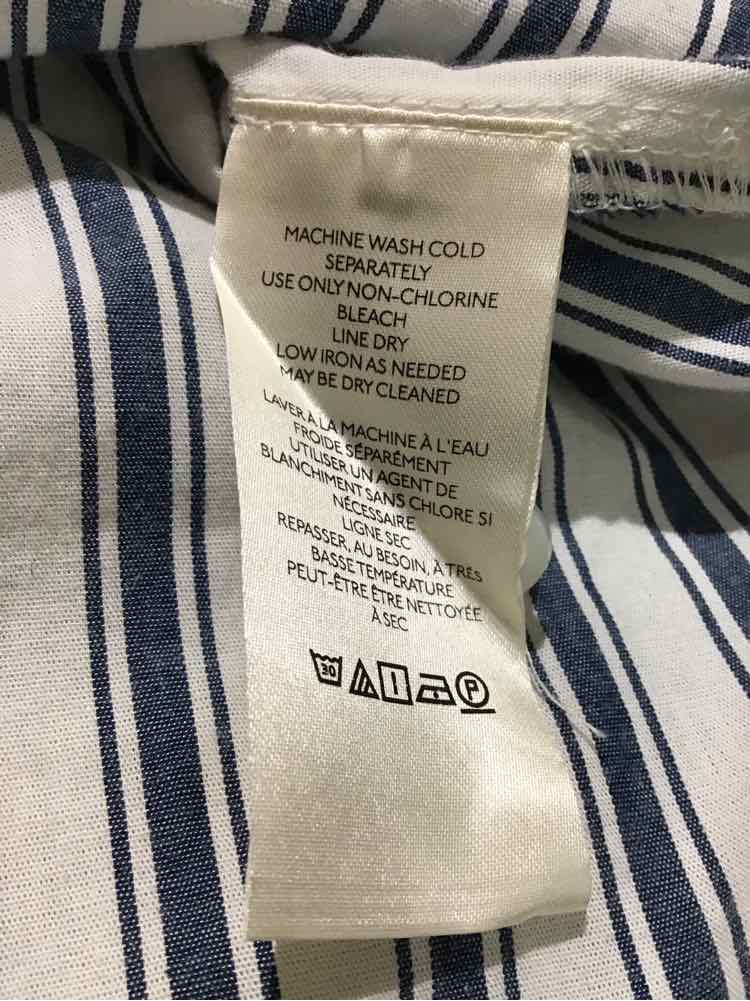 MACHINE WASH COLD
SEPARATELY
USE ONLY NON-CHLORINE
BLEACH
LINE DRY
LOW IRON AS NEEDED
MAY BE DRY CLEANED
LAVER À LA MACHINE À L'EAU
FROIDE SÉPARÉMENT
UTILISER UN AGENT DE
BLANCHIMENT SANS CHLORE SI
NÉCESSAIRE
LIGNE SEC
REPASSER, AU BESOIN, À TRÈS
BASSE TEMPÉRATURE
PEUT-ÊTRE ÊTRE NETTOYÉE
À SEC
30 P